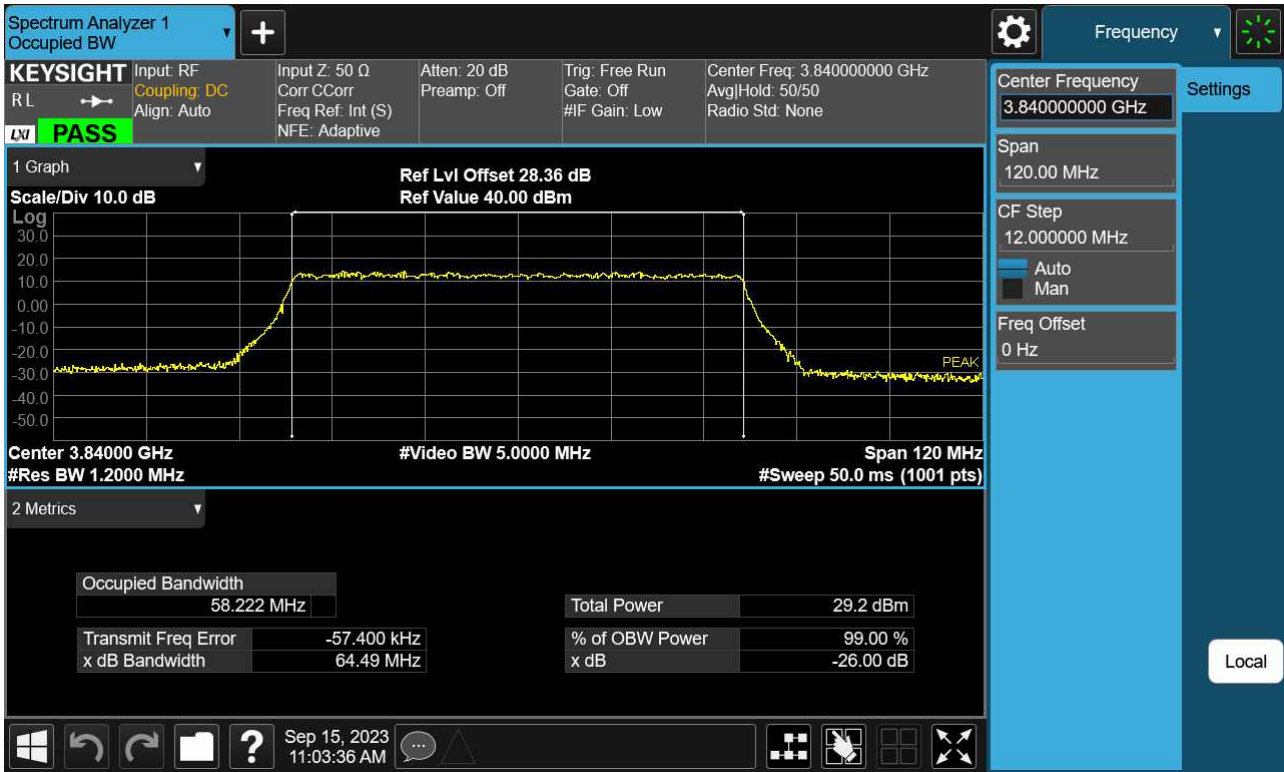 Spectrum Analyzer 1
Occupied BW
▼
+
Frequency
▼
KEYSIGHT
RL
LXI
PASS
Input: RF
Coupling: DC
Align: Auto
Input Z: 50 Ω
Corr CCorr
Freq Ref: Int (S)
NFE: Adaptive
Atten: 20 dB
Preamp: Off
Trig: Free Run
Gate: Off
#IF Gain: Low
Center Freq: 3.840000000 GHz
Avg|Hold: 50/50
Radio Std: None
Center Frequency
3.840000000 GHz
Settings
Span
120.00 MHz
CF Step
12.000000 MHz
Auto
Man
Freq Offset
0 Hz
Local
1 Graph
▼
Scale/Div 10.0 dB
Ref Lvl Offset 28.36 dB
Ref Value 40.00 dBm
Log
30.0
20.0
10.0
0.00
-10.0
-20.0
-30.0
-40.0
-50.0
PEAK
Center 3.84000 GHz
#Video BW 5.0000 MHz
Span 120 MHz
#Res BW 1.2000 MHz
#Sweep 50.0 ms (1001 pts)
2 Metrics
▼
Occupied Bandwidth
58.222 MHz
Total Power 29.2 dBm
Transmit Freq Error -57.400 kHz
% of OBW Power 99.00 %
x dB Bandwidth 64.49 MHz
x dB -26.00 dB
?
Sep 15, 2023
11:03:36 AM